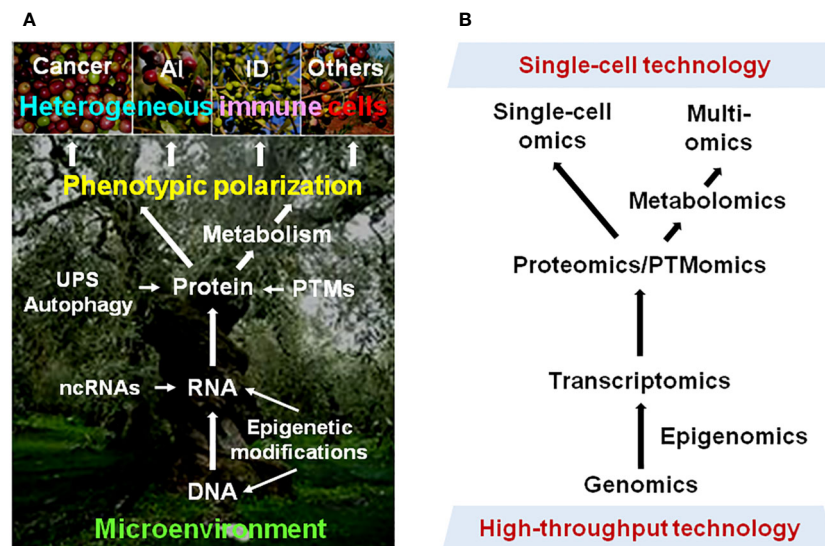 A
Cancer AI ID Others
Heterogeneous immune cells
Phenotypic polarization
Metabolism
UPS
Autophagy
Protein
PTMs
ncRNAs
RNA
Epigenetic
modifications
DNA
Microenvironment
B
Single-cell technology
Single-cell
omics
Multi-
omics
Metabolomics
Proteomics/PTMomics
Transcriptomics
Epigenomics
Genomics
High-throughput technology